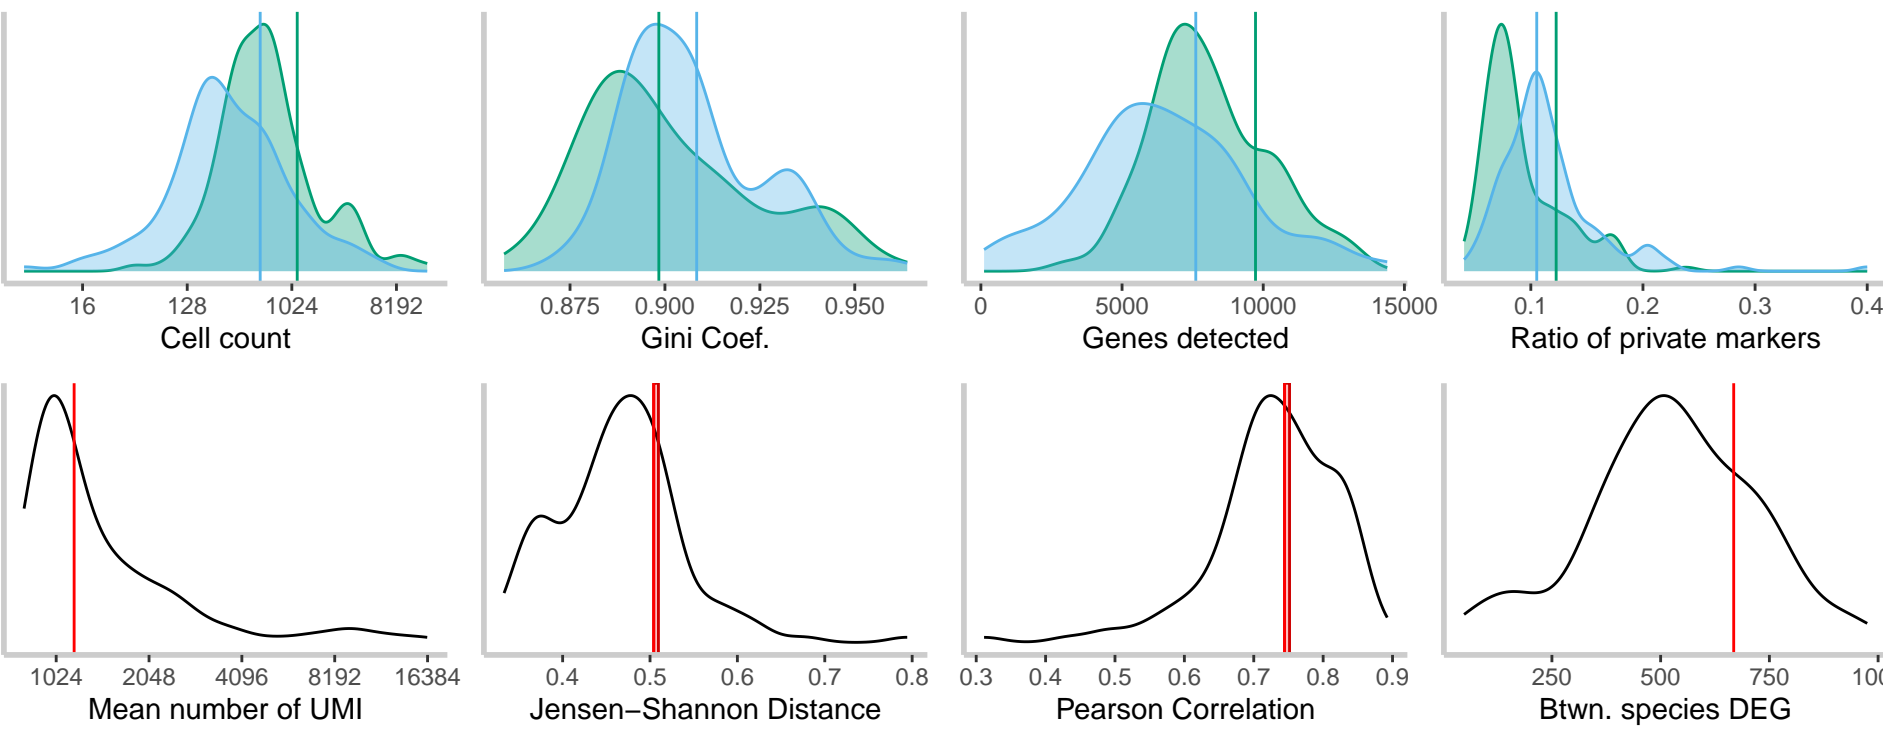 16 128 1024 8192
Cell count
0.875 0.900 0.925 0.950
Gini Coef.
0 5000 10000 15000
Genes detected
0.1 0.2 0.3 0.4
Ratio of private markers
1024 2048 4096 8192 16384
Mean number of UMI
0.4 0.5 0.6 0.7 0.8
Jensen−Shannon Distance
0.3 0.4 0.5 0.6 0.7 0.8 0.9
Pearson Correlation
250 500 750 100
Btwn. species DEG